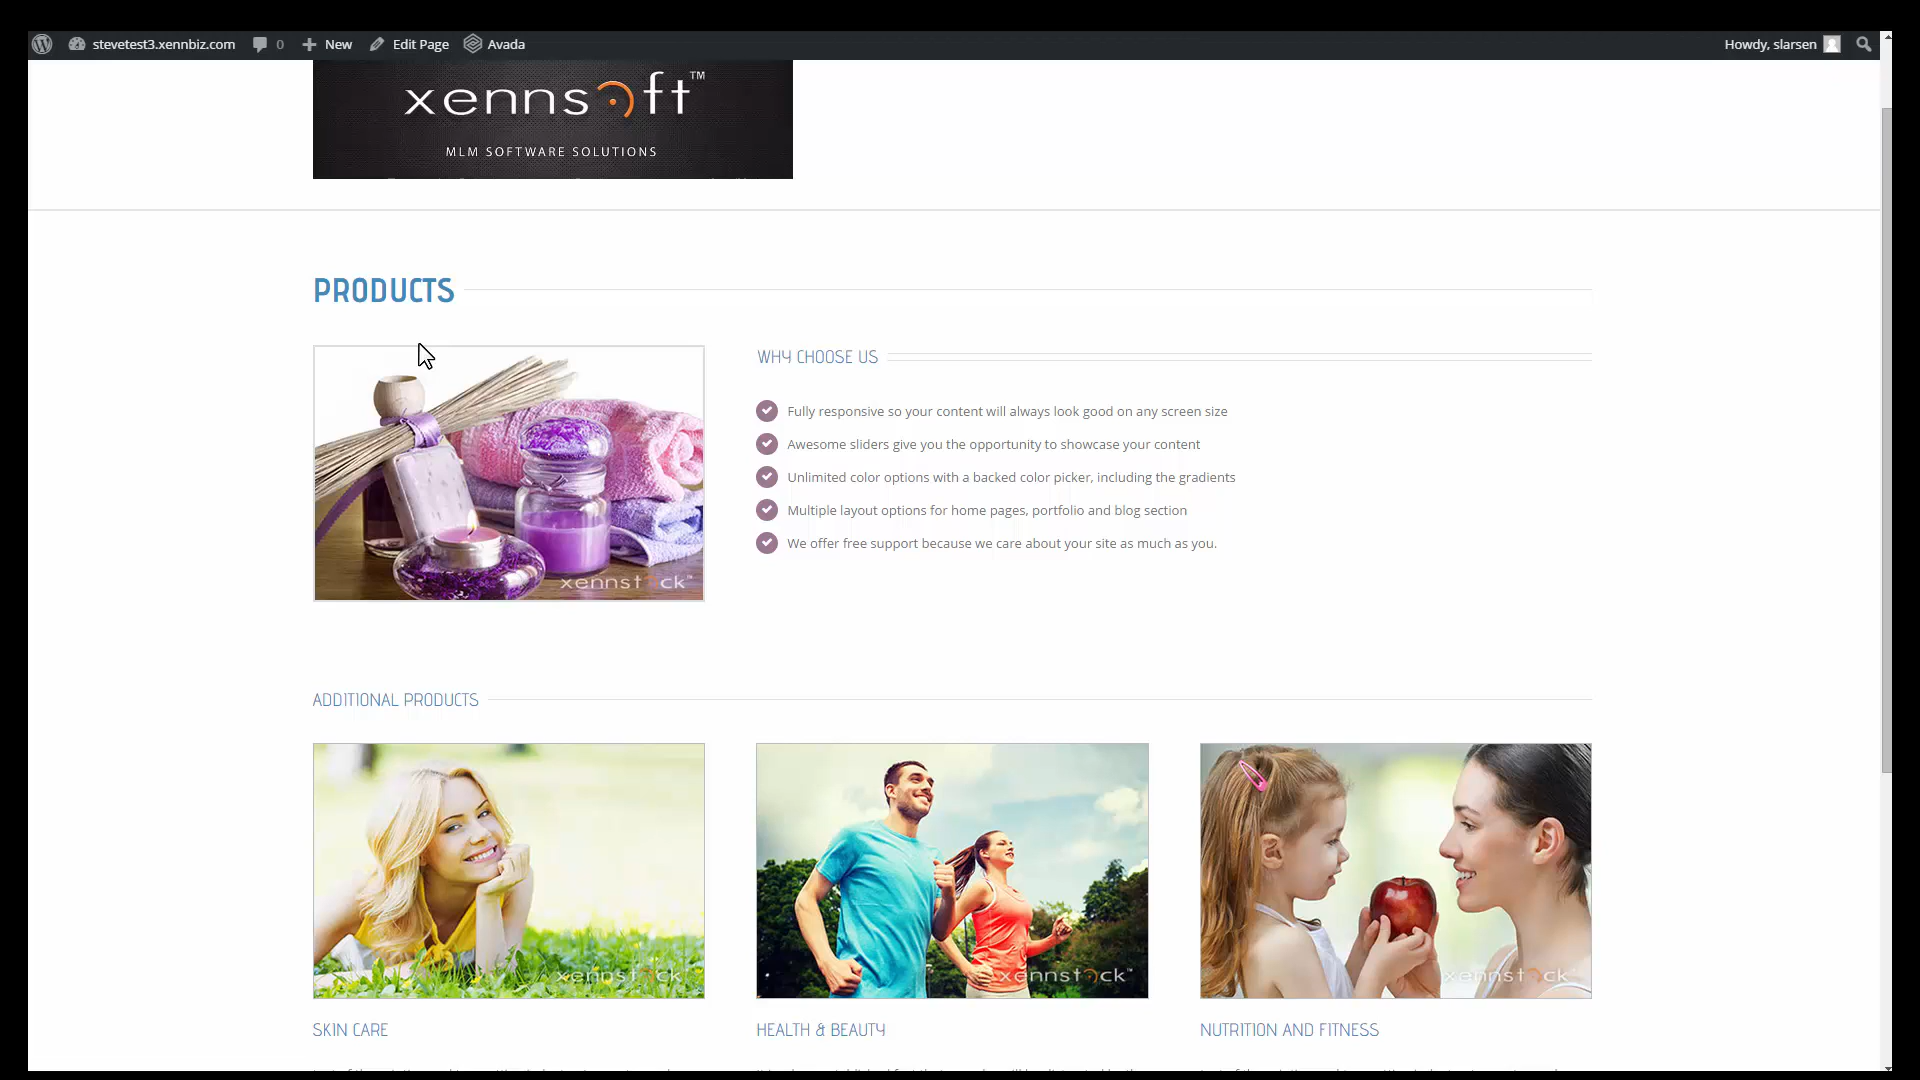 stevetest3.xennbiz.com 0 New Edit Page Avada Howdy, slarsen
xennsoft™
MLM SOFTWARE SOLUTIONS
PRODUCTS
WHY CHOOSE US
Fully responsive so your content will always look good on any screen size
Awesome sliders give you the opportunity to showcase your content
Unlimited color options with a backed color picker, including the gradients
Multiple layout options for home pages, portfolio and blog section
We offer free support because we care about your site as much as you.
xennstock™
ADDITIONAL PRODUCTS
xennstock™
xennstock™
xennstock™
SKIN CARE
HEALTH & BEAUTY
NUTRITION AND FITNESS